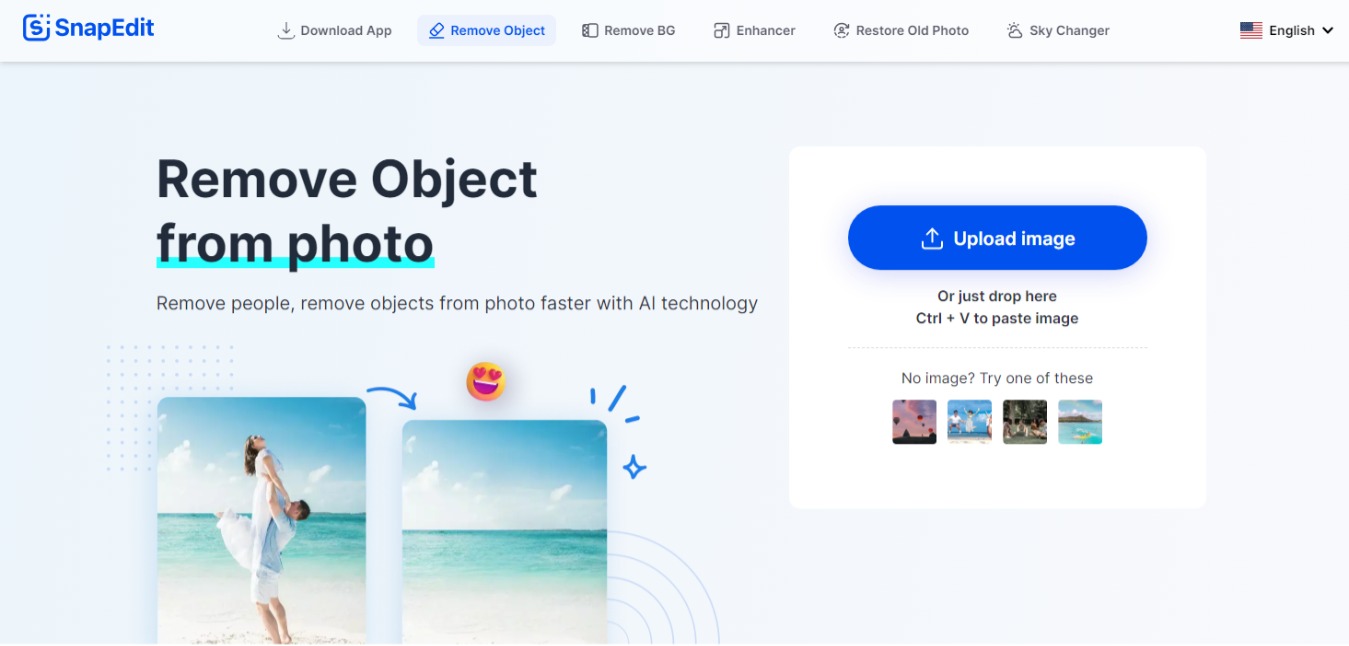 SnapEdit
Download App
Remove Object
Remove BG
Enhancer
Restore Old Photo
Sky Changer
English
Remove Object
from photo
Remove people, remove objects from photo faster with AI technology
Upload image
Or just drop here
Ctrl + V to paste image
No image? Try one of these